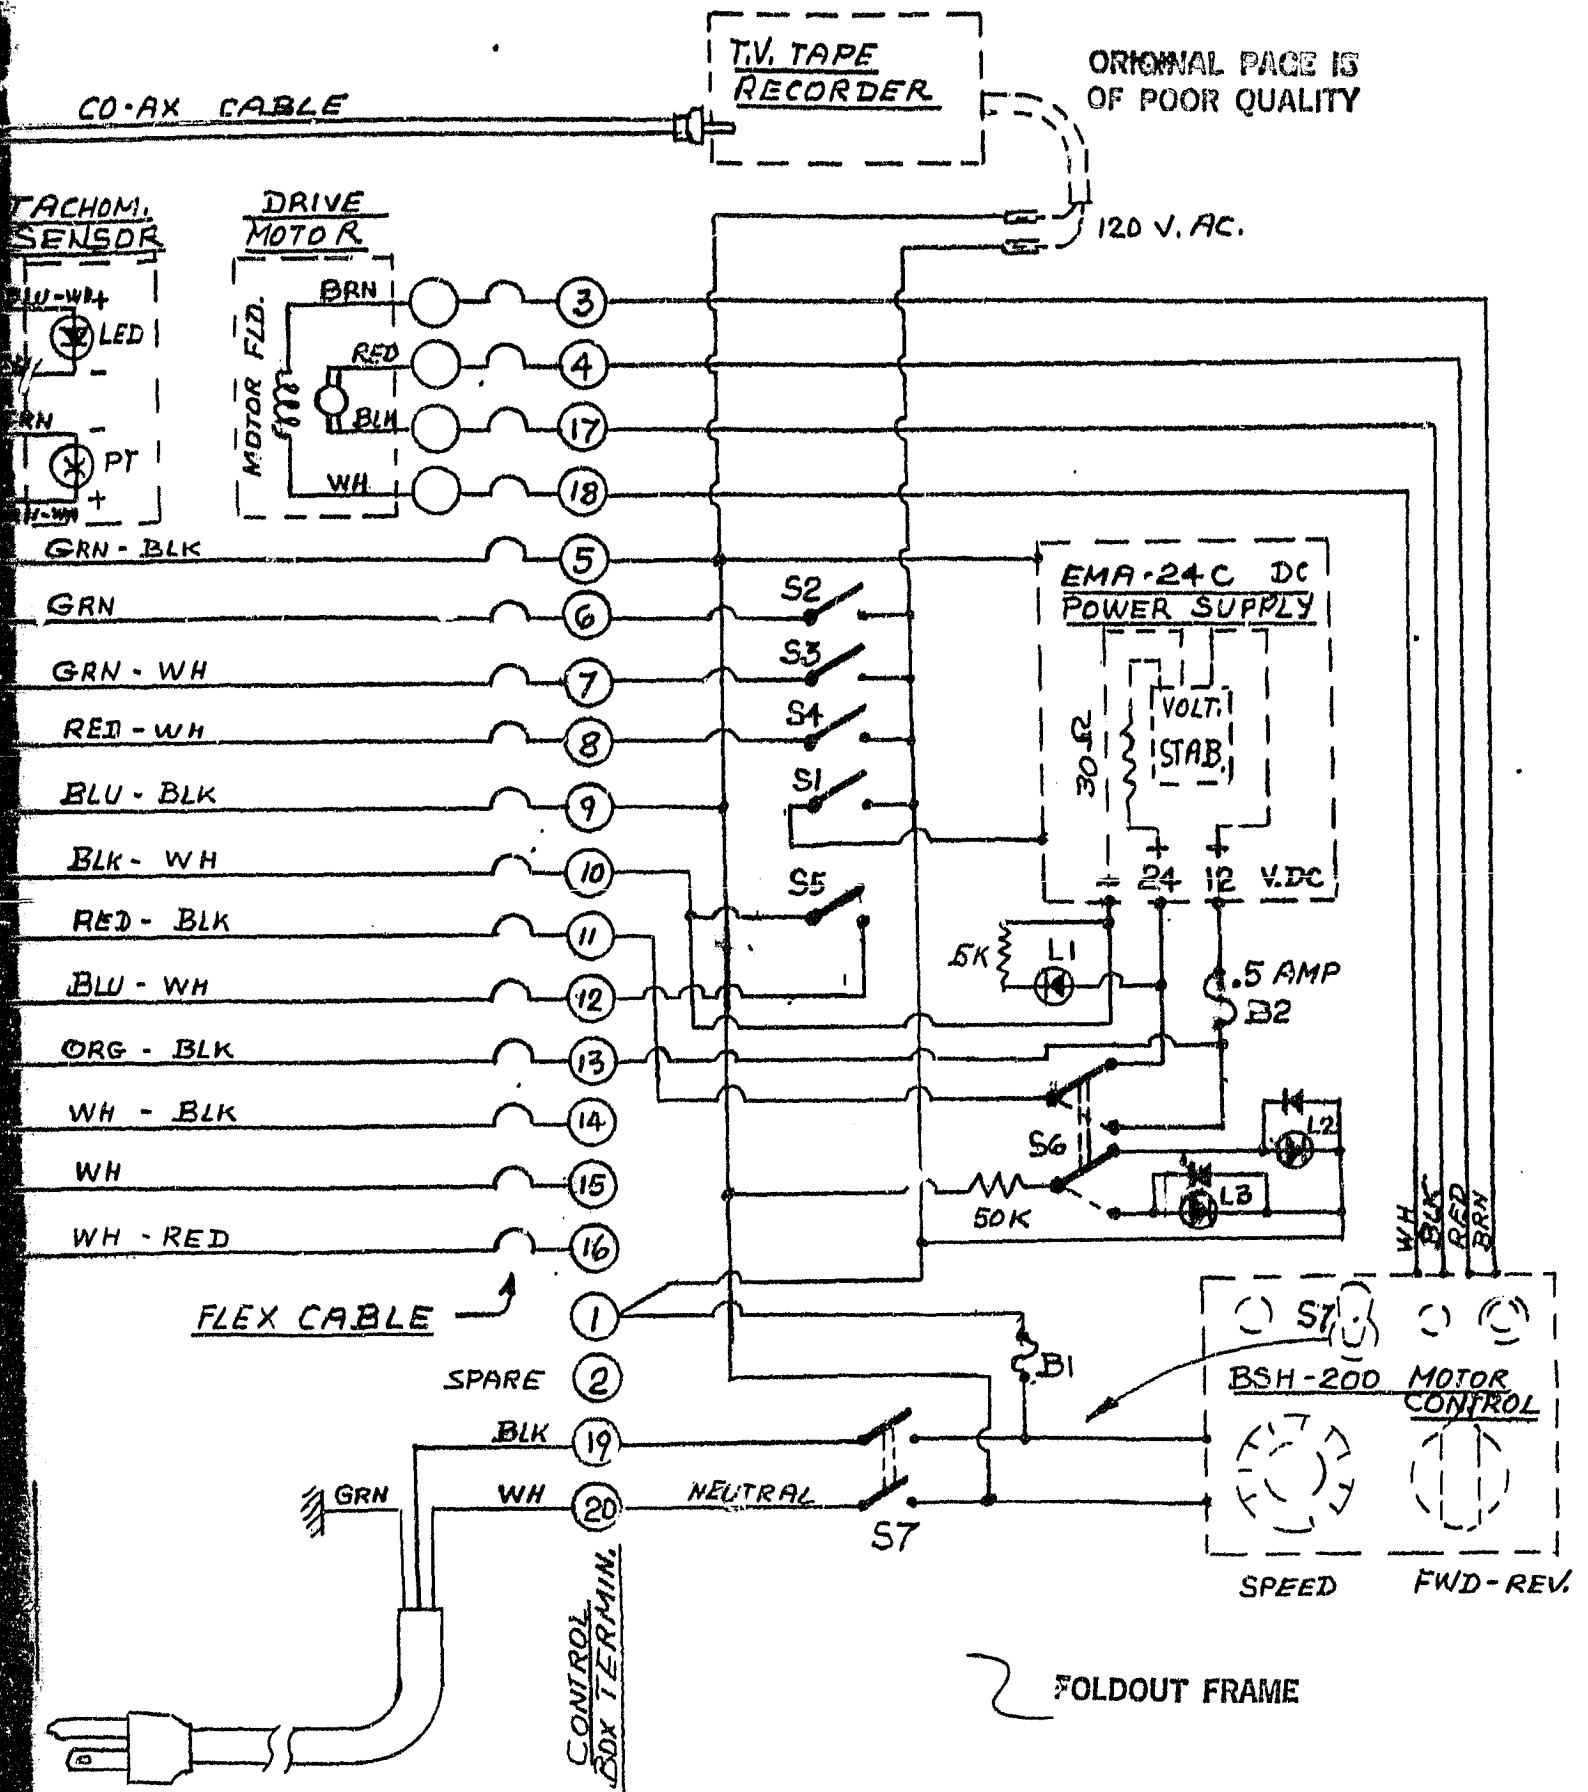 T.V. TAPE
RECORDER
ORIGINAL PAGE IS
OF POOR QUALITY
CO-AX CABLE
120 V. AC.
TACHOM.
SENSOR
LED
PT
DRIVE
MOTOR
MOTOR FLD.
BRN
RED
BLK
WH
3
4
17
18
GRN - BLK
5
GRN
6
GRN - WH
7
RED - WH
8
BLU - BLK
9
BLK - WH
10
RED - BLK
11
BLU - WH
12
ORG - BLK
13
WH - BLK
14
WH
15
WH - RED
16
FLEX CABLE
1
SPARE
2
BLK
19
GRN
WH
20
NEUTRAL
S7
CONTROL
BOX TERMIN.
S2
S3
S4
S1
S5
EMA-24C DC
POWER SUPPLY
30Ω
VOLT.
STAB.
- +24 +12 V.DC
5K
L1
.5 AMP
B2
S6
50K
L2
L3
B1
WH
BLK
RED
BRN
S7
BSH-200 MOTOR
CONTROL
SPEED
FWD-REV.
FOLDOUT FRAME